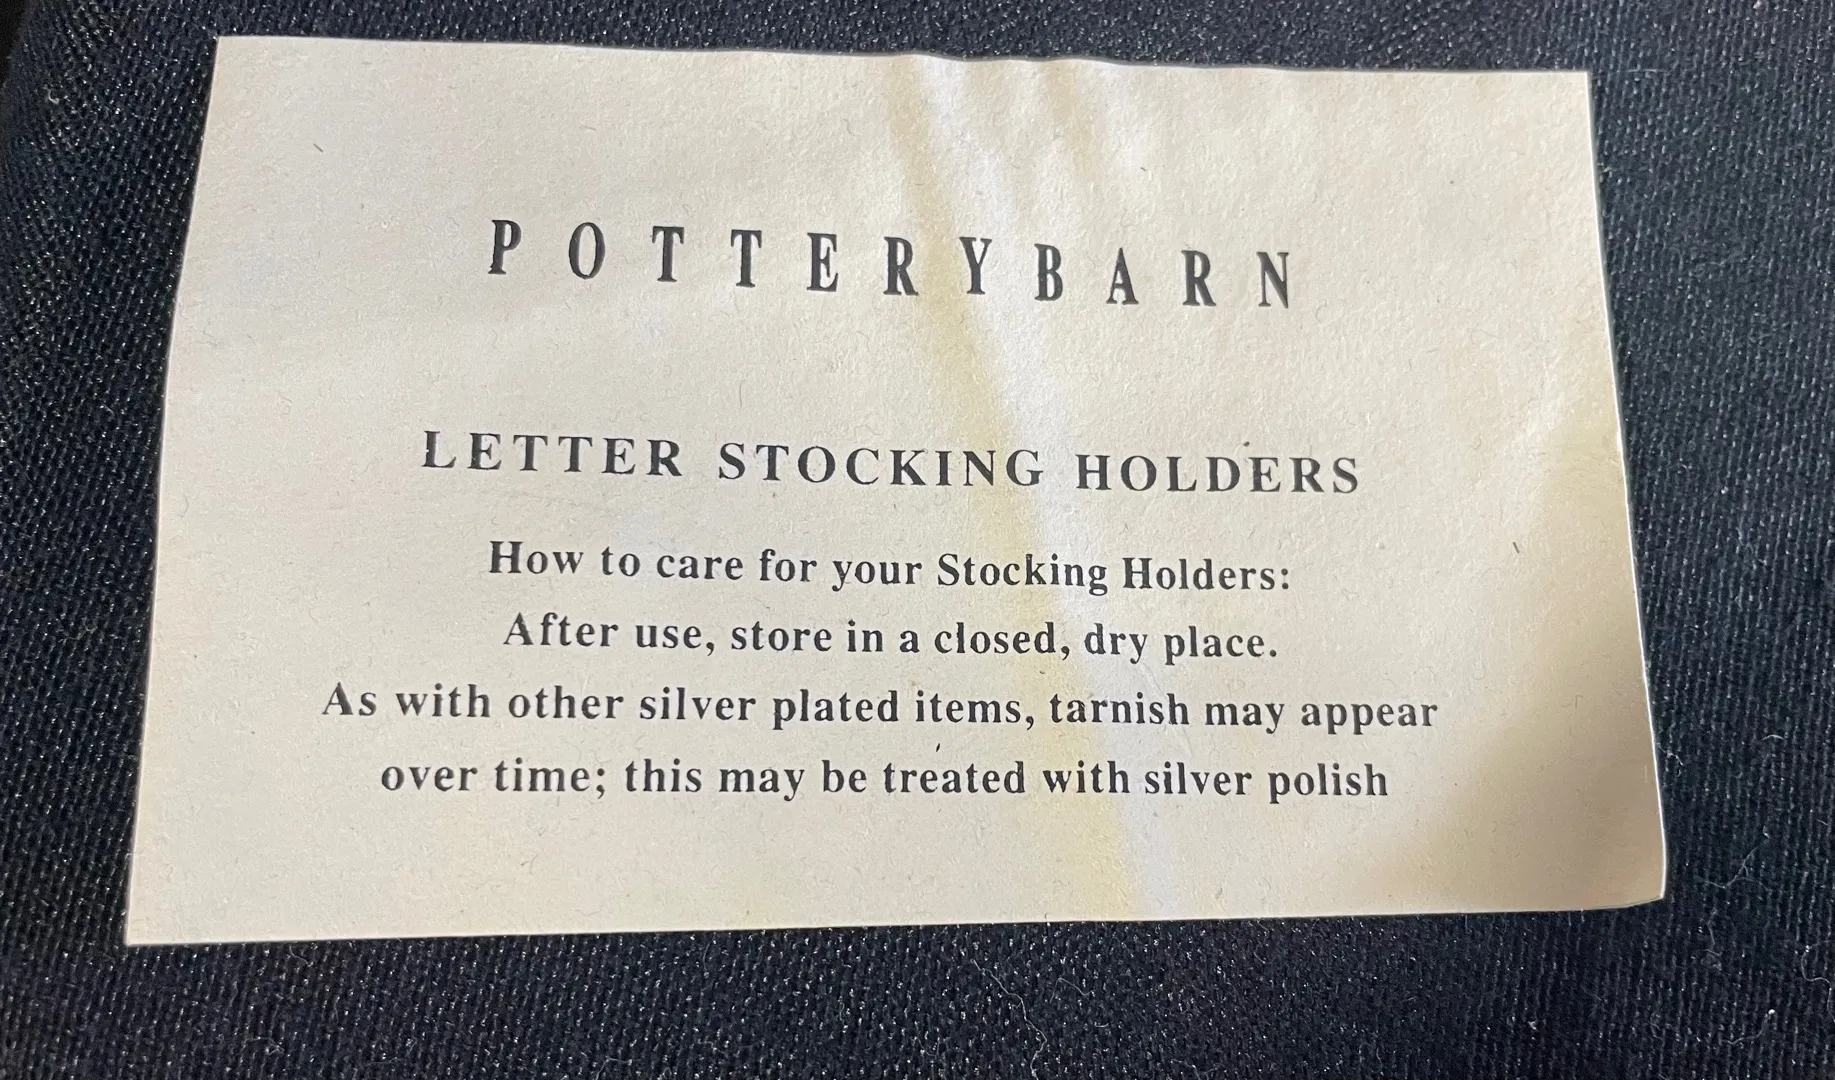 POTTERYBARN
LETTER STOCKING HOLDERS
How to care for your Stocking Holders:
After use, store in a closed, dry place.
As with other silver plated items, tarnish may appear
over time; this may be treated with silver polish